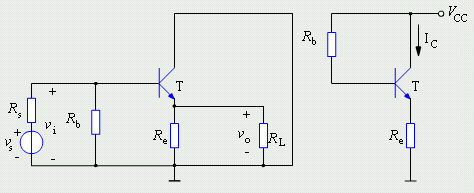 V_CC
R_b
I_C
T
T
+
+
R_s
R_b
v_i
R_e
v_o
R_L
R_e
+
v_s
-
-
-